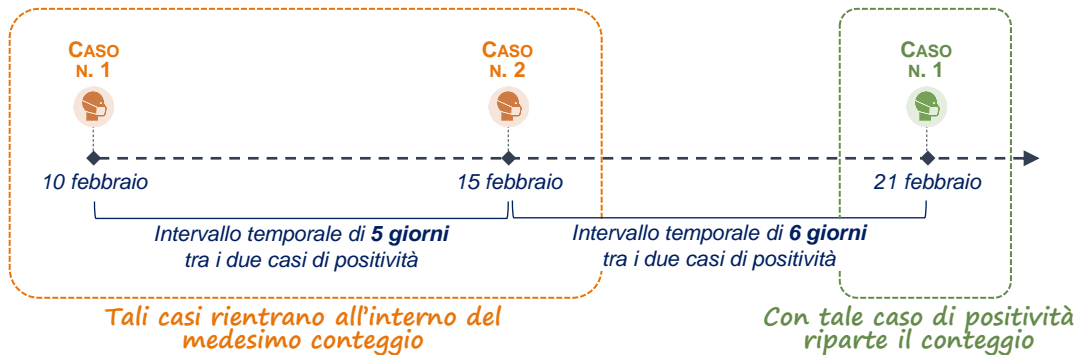 CASO
N. 1
CASO
N. 2
CASO
N. 1
10 febbraio
15 febbraio
21 febbraio
Intervallo temporale di 5 giorni
tra i due casi di positività
Intervallo temporale di 6 giorni
tra i due casi di positività
Tali casi rientrano all'interno del
medesimo conteggio
Con tale caso di positività
riparte il conteggio